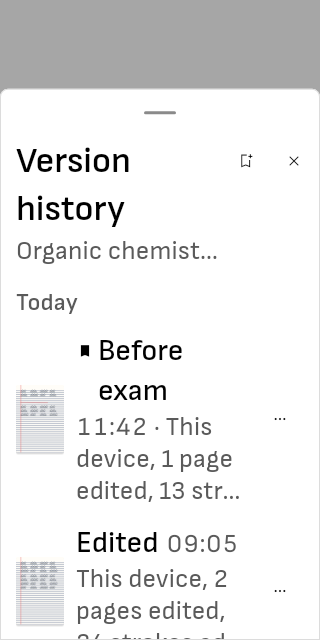 Version
history
Organic chemist...
Today
Before
exam
11:42 · This
device, 1 page
edited, 13 str...
Edited 09:05
This device, 2
pages edited,